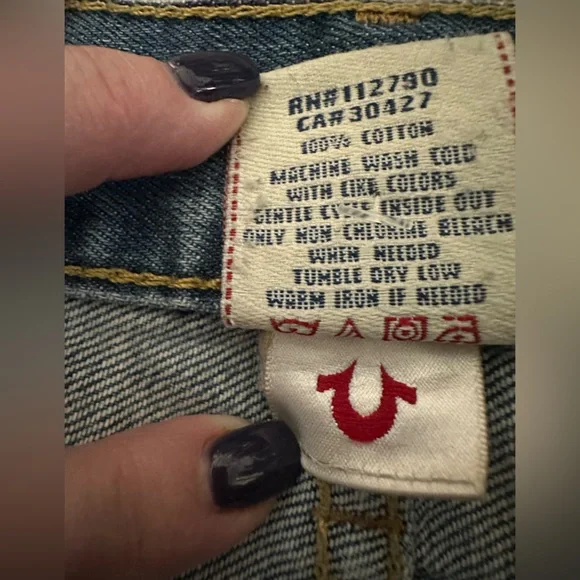 RN#112790
CA#30427
100% COTTON
MACHINE WASH COLD
WITH LIKE COLORS
GENTLE CYCLE INSIDE OUT
ONLY NON-CHLORINE BLEACH
WHEN NEEDED
TUMBLE DRY LOW
WARM IRON IF NEEDED